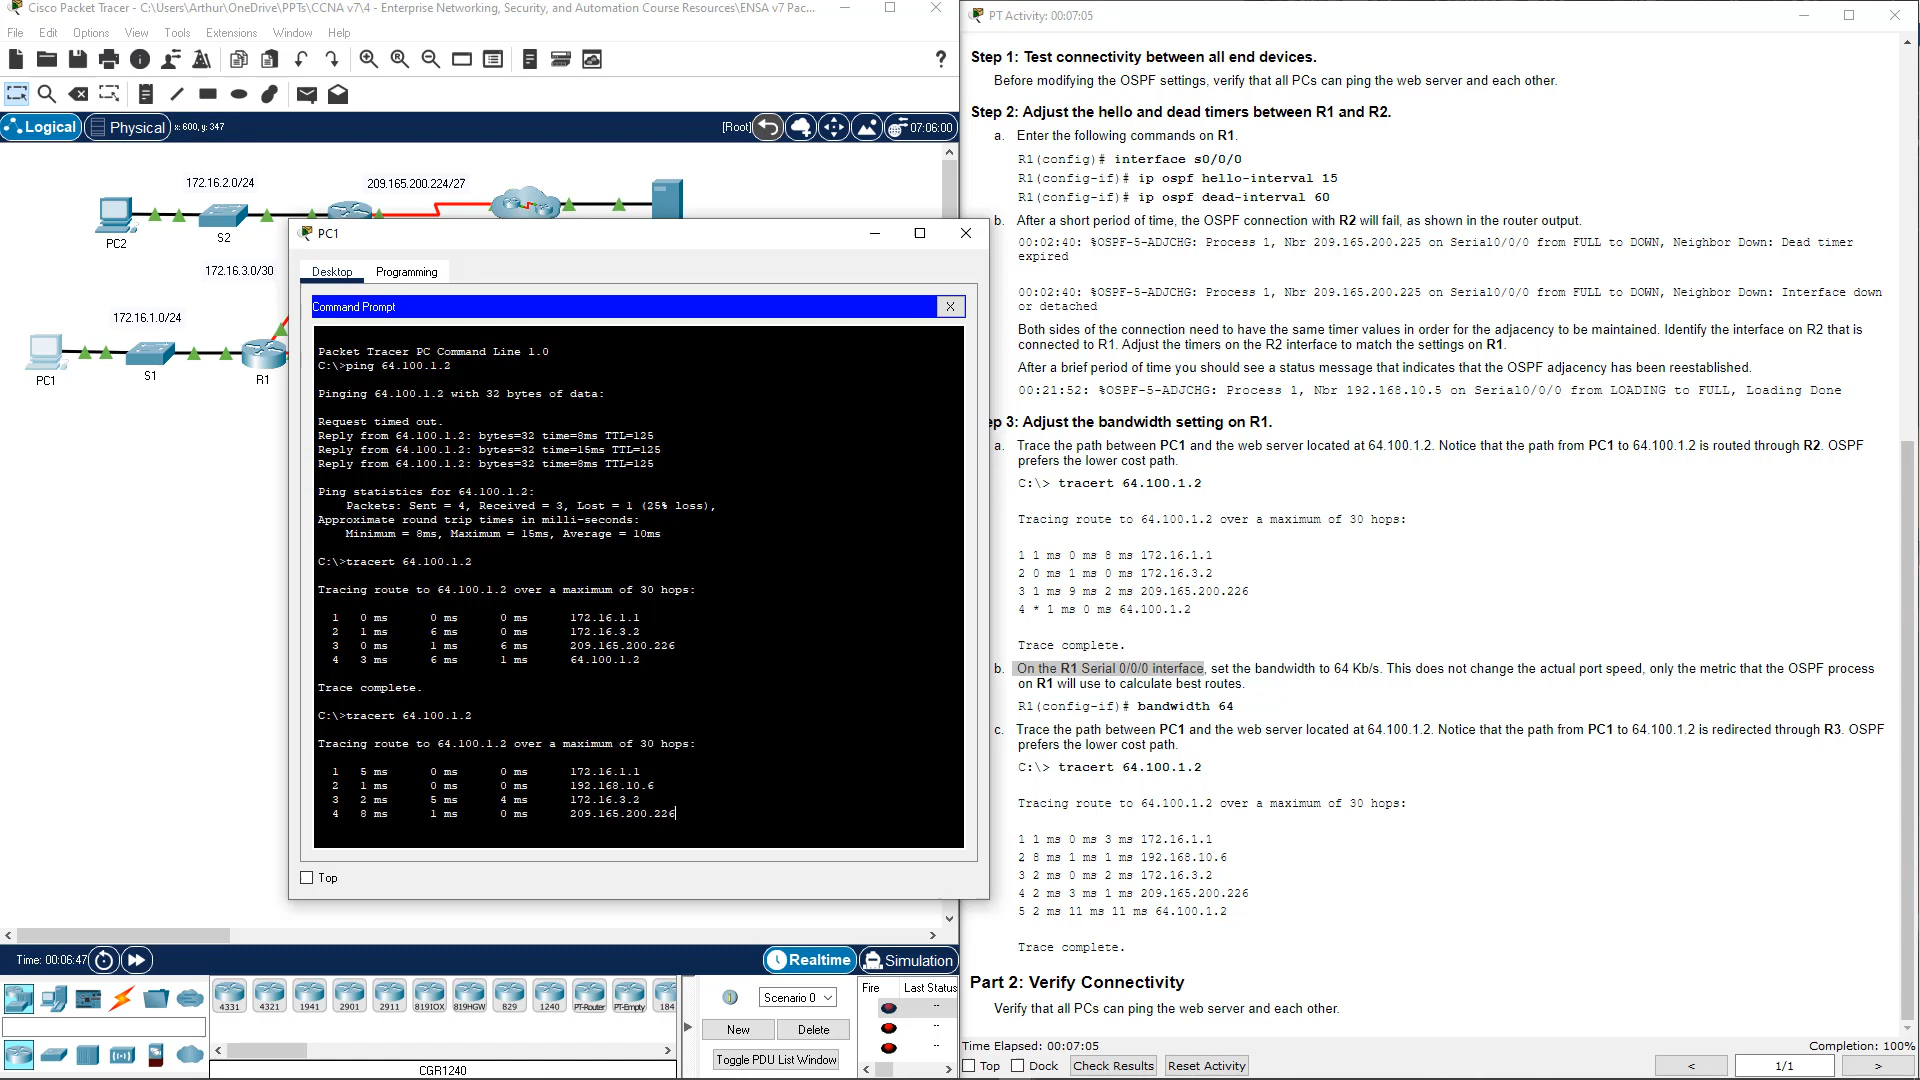 Cisco Packet Tracer - C:\Users\Arthur\OneDrive\PPTs\CCNA v7\4 - Enterprise Networking, Security, and Automation Course Resources\ENSA v7 Pac...
File Edit Options View Tools Extensions Window Help
Logical
Physical
x: 600, y: 347
[Root]
07:06:00
172.16.2.0/24
209.165.200.224/27
PC2
S2
172.16.3.0/30
172.16.1.0/24
PC1
S1
R1
PC1
Desktop
Programming
Command Prompt
X
Packet Tracer PC Command Line 1.0
C:\>ping 64.100.1.2
Pinging 64.100.1.2 with 32 bytes of data:
Request timed out.
Reply from 64.100.1.2: bytes=32 time=8ms TTL=125
Reply from 64.100.1.2: bytes=32 time=15ms TTL=125
Reply from 64.100.1.2: bytes=32 time=8ms TTL=125
Ping statistics for 64.100.1.2:
Packets: Sent = 4, Received = 3, Lost = 1 (25% loss),
Approximate round trip times in milli-seconds:
Minimum = 8ms, Maximum = 15ms, Average = 10ms
C:\>tracert 64.100.1.2
Tracing route to 64.100.1.2 over a maximum of 30 hops:
1 0 ms 0 ms 0 ms 172.16.1.1
2 1 ms 6 ms 0 ms 172.16.3.2
3 0 ms 1 ms 6 ms 209.165.200.226
4 3 ms 6 ms 1 ms 64.100.1.2
Trace complete.
C:\>tracert 64.100.1.2
Tracing route to 64.100.1.2 over a maximum of 30 hops:
1 5 ms 0 ms 0 ms 172.16.1.1
2 1 ms 0 ms 0 ms 192.168.10.6
3 2 ms 5 ms 4 ms 172.16.3.2
4 8 ms 1 ms 0 ms 209.165.200.226
Top
Time: 00:06:47
Realtime
Simulation
4331 4321 1941 2901 2911 819IOX 819HGW 829 1240 PT-Router PT-Empty 184
CGR1240
Scenario 0
New
Delete
Toggle PDU List Window
Fire Last Status
--
--
--
PT Activity: 00:07:05
Step 1: Test connectivity between all end devices.
Before modifying the OSPF settings, verify that all PCs can ping the web server and each other.
Step 2: Adjust the hello and dead timers between R1 and R2.
a. Enter the following commands on R1.
R1(config)# interface s0/0/0
R1(config-if)# ip ospf hello-interval 15
R1(config-if)# ip ospf dead-interval 60
b. After a short period of time, the OSPF connection with R2 will fail, as shown in the router output.
00:02:40: %OSPF-5-ADJCHG: Process 1, Nbr 209.165.200.225 on Serial0/0/0 from FULL to DOWN, Neighbor Down: Dead timer
expired
00:02:40: %OSPF-5-ADJCHG: Process 1, Nbr 209.165.200.225 on Serial0/0/0 from FULL to DOWN, Neighbor Down: Interface down
or detached
Both sides of the connection need to have the same timer values in order for the adjacency to be maintained. Identify the interface on R2 that is
connected to R1. Adjust the timers on the R2 interface to match the settings on R1.
After a brief period of time you should see a status message that indicates that the OSPF adjacency has been reestablished.
00:21:52: %OSPF-5-ADJCHG: Process 1, Nbr 192.168.10.5 on Serial0/0/0 from LOADING to FULL, Loading Done
ep 3: Adjust the bandwidth setting on R1.
a. Trace the path between PC1 and the web server located at 64.100.1.2. Notice that the path from PC1 to 64.100.1.2 is routed through R2. OSPF
prefers the lower cost path.
C:\> tracert 64.100.1.2
Tracing route to 64.100.1.2 over a maximum of 30 hops:
1 1 ms 0 ms 8 ms 172.16.1.1
2 0 ms 1 ms 0 ms 172.16.3.2
3 1 ms 9 ms 2 ms 209.165.200.226
4 * 1 ms 0 ms 64.100.1.2
Trace complete.
b. On the R1 Serial 0/0/0 interface, set the bandwidth to 64 Kb/s. This does not change the actual port speed, only the metric that the OSPF process
on R1 will use to calculate best routes.
R1(config-if)# bandwidth 64
c. Trace the path between PC1 and the web server located at 64.100.1.2. Notice that the path from PC1 to 64.100.1.2 is redirected through R3. OSPF
prefers the lower cost path.
C:\> tracert 64.100.1.2
Tracing route to 64.100.1.2 over a maximum of 30 hops:
1 1 ms 0 ms 3 ms 172.16.1.1
2 8 ms 1 ms 1 ms 192.168.10.6
3 2 ms 0 ms 2 ms 172.16.3.2
4 2 ms 3 ms 1 ms 209.165.200.226
5 2 ms 11 ms 11 ms 64.100.1.2
Trace complete.
Part 2: Verify Connectivity
Verify that all PCs can ping the web server and each other.
Time Elapsed: 00:07:05
Completion: 100%
Top
Dock
Check Results
Reset Activity
<
1/1
>